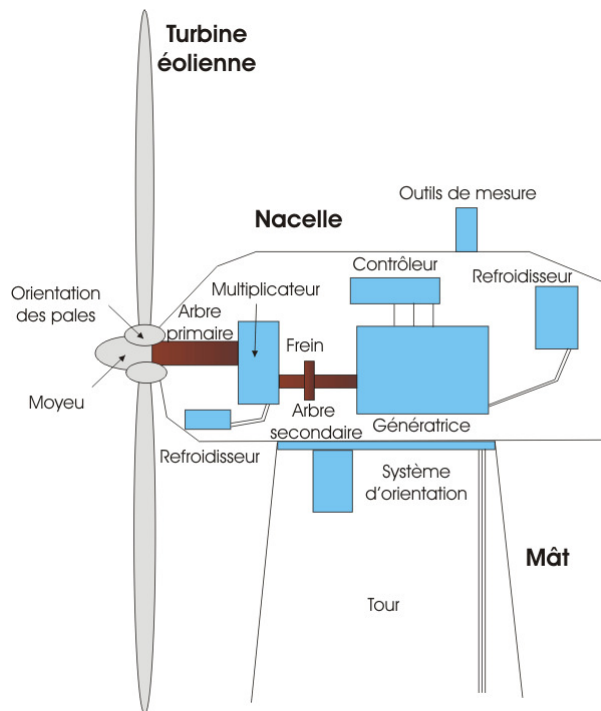 Turbine
éolienne
Outils de mesure
Nacelle
Contrôleur
Refroidisseur
Multiplicateur
Orientation
des pales
Arbre
primaire
Frein
Moyeu
Arbre
secondaire
Génératrice
Refroidisseur
Système
d'orientation
Mât
Tour